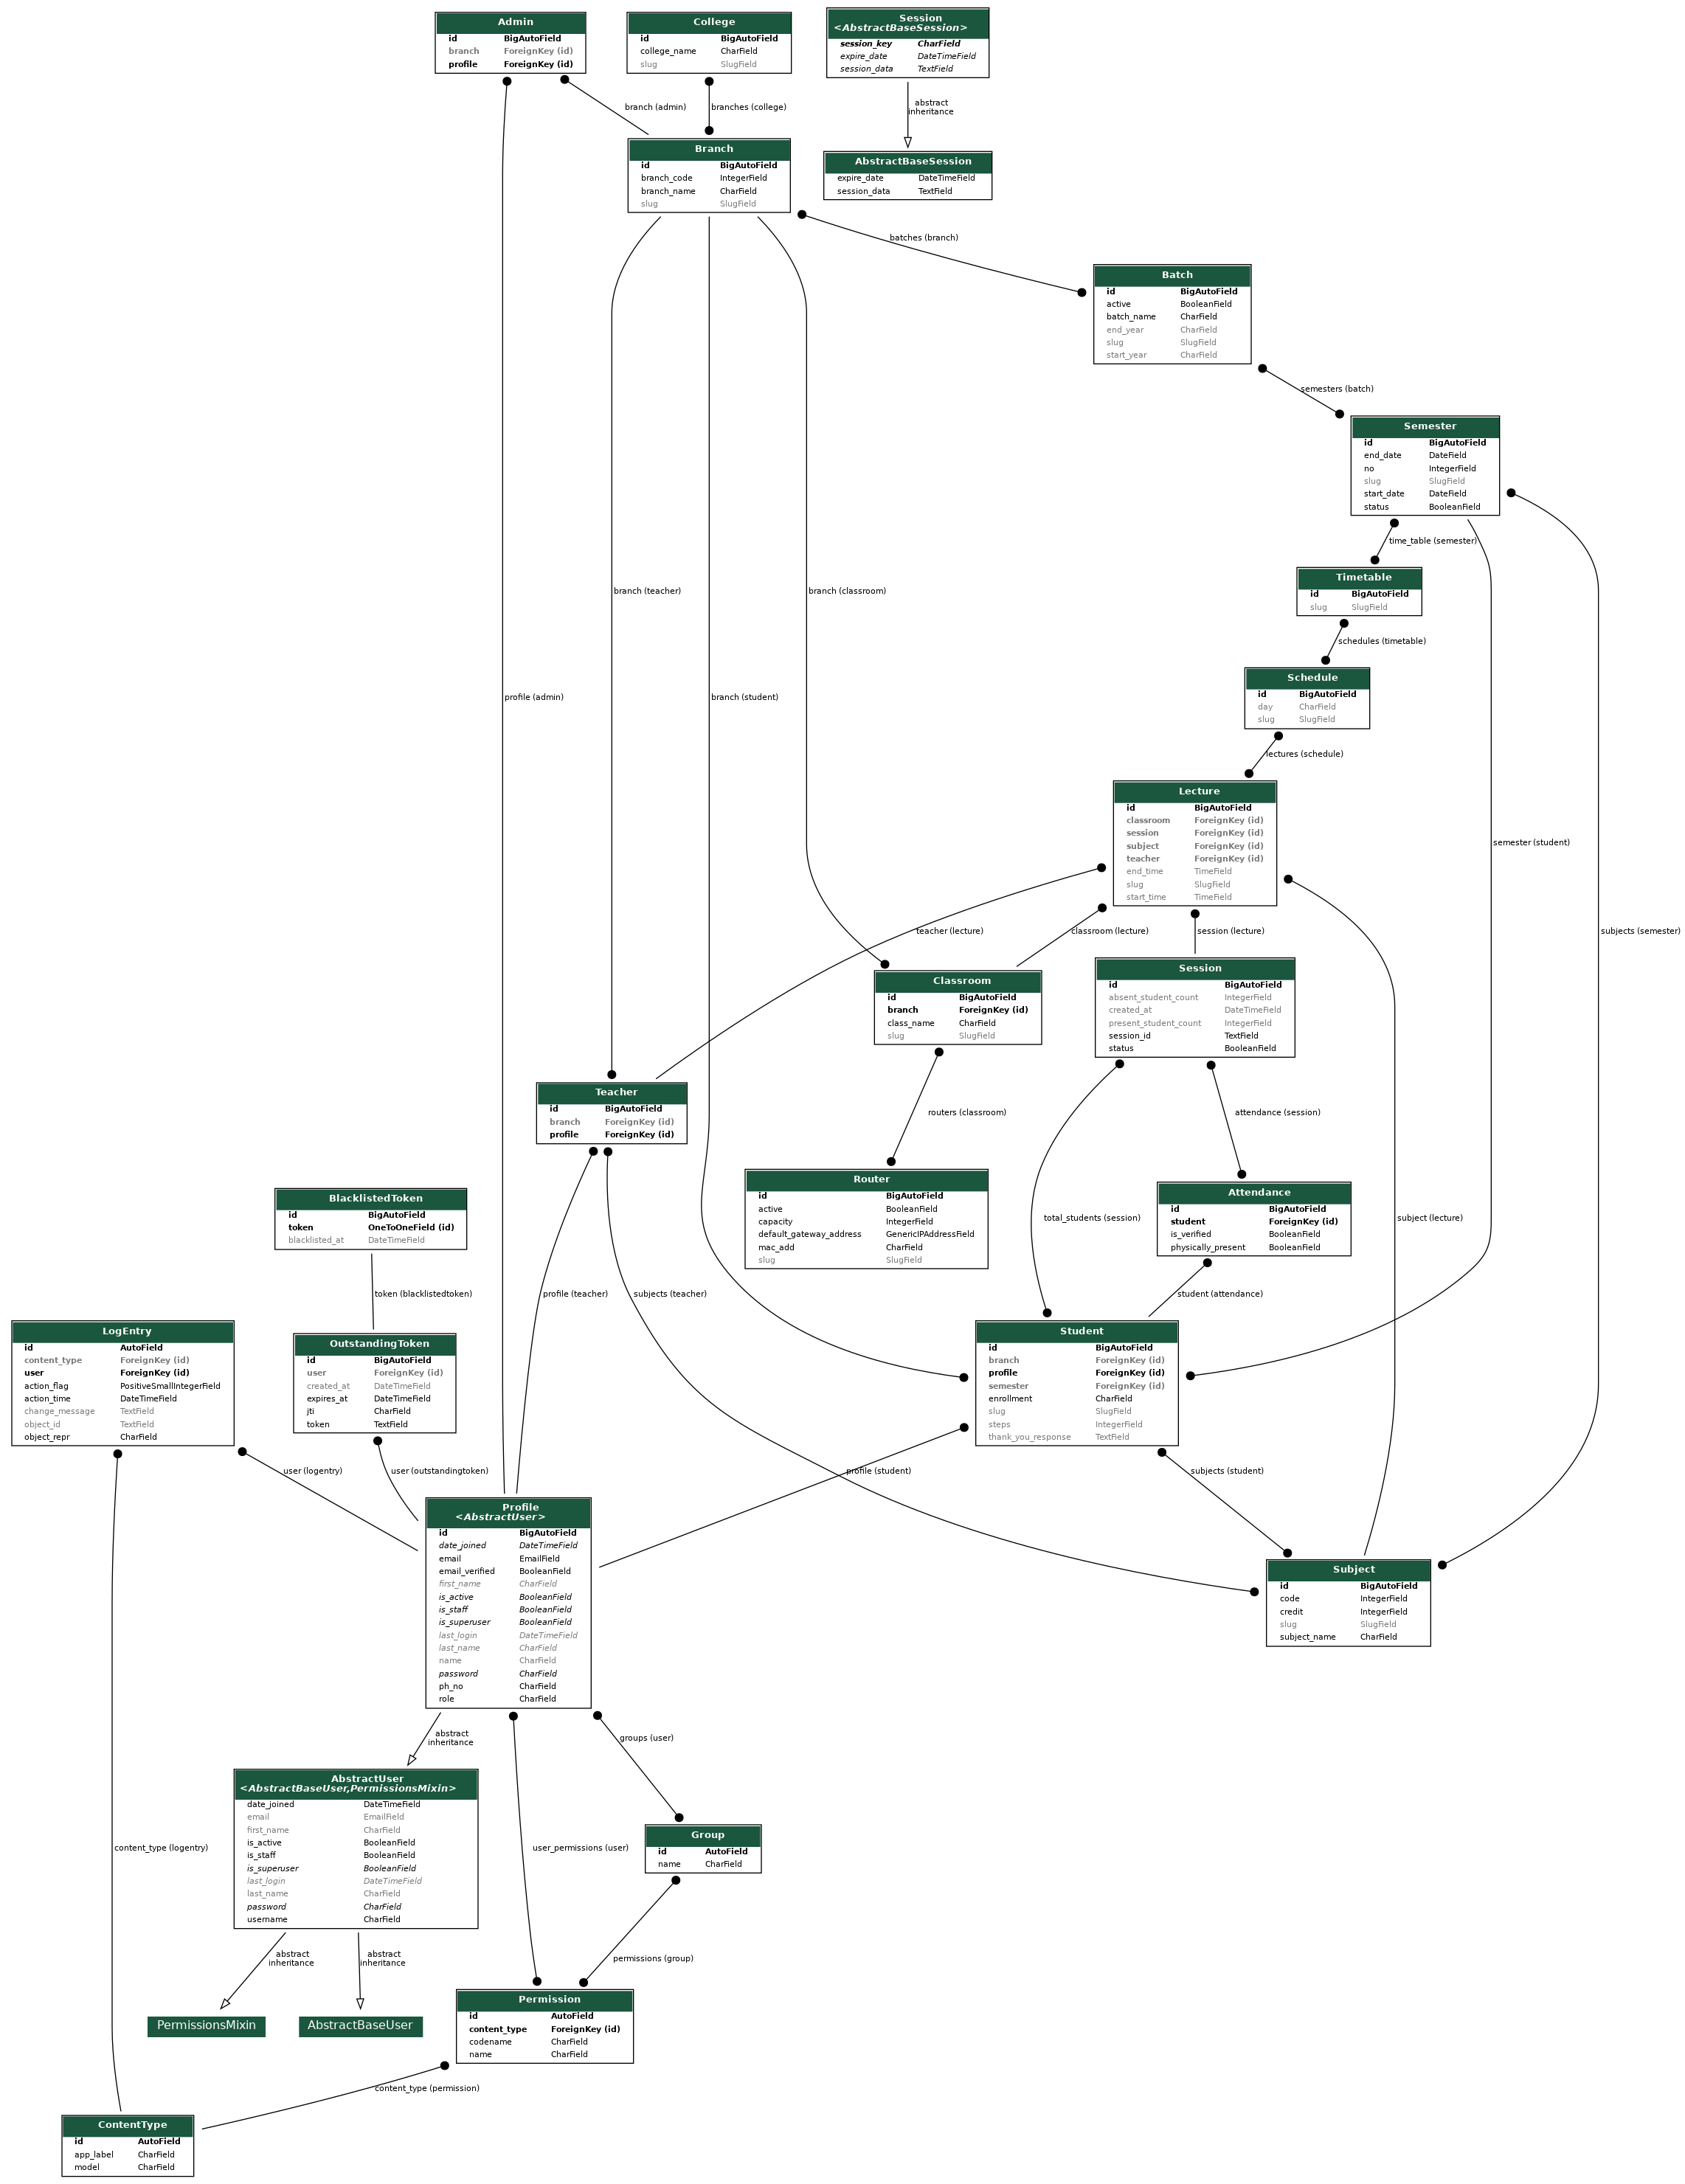 Admin
id BigAutoField
branch ForeignKey (id)
profile ForeignKey (id)
College
id BigAutoField
college_name CharField
slug SlugField
Session
<AbstractBaseSession>
session_key CharField
expire_date DateTimeField
session_data TextField
branch (admin)
branches (college)
abstract
inheritance
Branch
id BigAutoField
branch_code IntegerField
branch_name CharField
slug SlugField
AbstractBaseSession
expire_date DateTimeField
session_data TextField
batches (branch)
Batch
id BigAutoField
active BooleanField
batch_name CharField
end_year CharField
slug SlugField
start_year CharField
semesters (batch)
Semester
id BigAutoField
end_date DateField
no IntegerField
slug SlugField
start_date DateField
status BooleanField
time_table (semester)
Timetable
id BigAutoField
slug SlugField
branch (teacher)
branch (classroom)
schedules (timetable)
Schedule
id BigAutoField
day CharField
slug SlugField
profile (admin)
branch (student)
lectures (schedule)
Lecture
id BigAutoField
classroom ForeignKey (id)
session ForeignKey (id)
subject ForeignKey (id)
teacher ForeignKey (id)
end_time TimeField
slug SlugField
start_time TimeField
semester (student)
teacher (lecture)
classroom (lecture)
session (lecture)
subjects (semester)
Classroom
id BigAutoField
branch ForeignKey (id)
class_name CharField
slug SlugField
Session
id BigAutoField
absent_student_count IntegerField
created_at DateTimeField
present_student_count IntegerField
session_id TextField
status BooleanField
Teacher
id BigAutoField
branch ForeignKey (id)
profile ForeignKey (id)
routers (classroom)
attendance (session)
Router
id BigAutoField
active BooleanField
capacity IntegerField
default_gateway_address GenericIPAddressField
mac_add CharField
slug SlugField
BlacklistedToken
id BigAutoField
token OneToOneField (id)
blacklisted_at DateTimeField
total_students (session)
Attendance
id BigAutoField
student ForeignKey (id)
is_verified BooleanField
physically_present BooleanField
subject (lecture)
token (blacklistedtoken)
profile (teacher)
subjects (teacher)
student (attendance)
LogEntry
id AutoField
content_type ForeignKey (id)
user ForeignKey (id)
action_flag PositiveSmallIntegerField
action_time DateTimeField
change_message TextField
object_id TextField
object_repr CharField
OutstandingToken
id BigAutoField
user ForeignKey (id)
created_at DateTimeField
expires_at DateTimeField
jti CharField
token TextField
Student
id BigAutoField
branch ForeignKey (id)
profile ForeignKey (id)
semester ForeignKey (id)
enrollment CharField
slug SlugField
steps IntegerField
thank_you_response TextField
user (logentry)
user (outstandingtoken)
profile (student)
subjects (student)
Profile
<AbstractUser>
id BigAutoField
date_joined DateTimeField
email EmailField
email_verified BooleanField
first_name CharField
is_active BooleanField
is_staff BooleanField
is_superuser BooleanField
last_login DateTimeField
last_name CharField
name CharField
password CharField
ph_no CharField
role CharField
Subject
id BigAutoField
code IntegerField
credit IntegerField
slug SlugField
subject_name CharField
abstract
inheritance
groups (user)
AbstractUser
<AbstractBaseUser,PermissionsMixin>
date_joined DateTimeField
email EmailField
first_name CharField
is_active BooleanField
is_staff BooleanField
is_superuser BooleanField
last_login DateTimeField
last_name CharField
password CharField
username CharField
content_type (logentry)
user_permissions (user)
Group
id AutoField
name CharField
abstract
inheritance
abstract
inheritance
permissions (group)
PermissionsMixin
AbstractBaseUser
Permission
id AutoField
content_type ForeignKey (id)
codename CharField
name CharField
content_type (permission)
ContentType
id AutoField
app_label CharField
model CharField